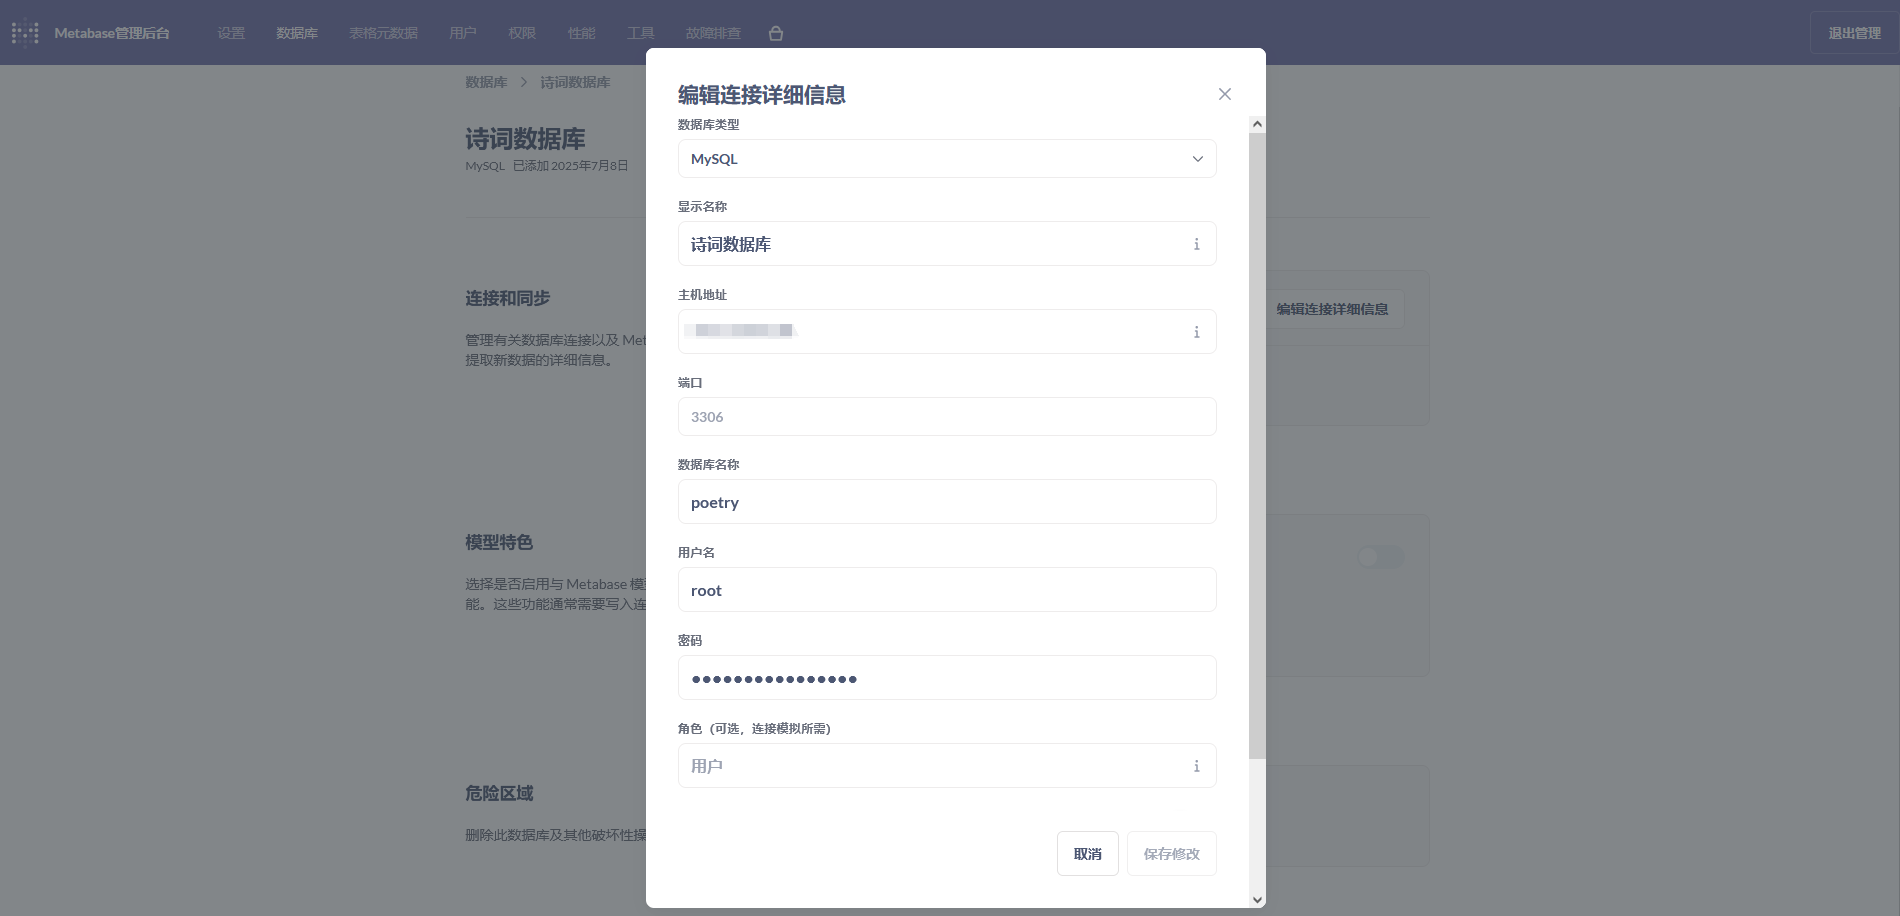 Metabase管理后台
设置
数据库
表格元数据
用户
权限
性能
工具
故障排查
退出管理
数据库
诗词数据库
诗词数据库
MySQL 已添加 2025年7月8日
连接和同步
管理有关数据库连接以及 Met
提取新数据的详细信息。
编辑连接详细信息
模型特色
选择是否启用与 Metabase 模
能。这些功能通常需要写入连
危险区域
删除此数据库及其他破坏性操
编辑连接详细信息
数据库类型
MySQL
显示名称
诗词数据库
主机地址
端口
3306
数据库名称
poetry
用户名
root
密码
角色（可选，连接模拟所需）
用户
取消
保存修改